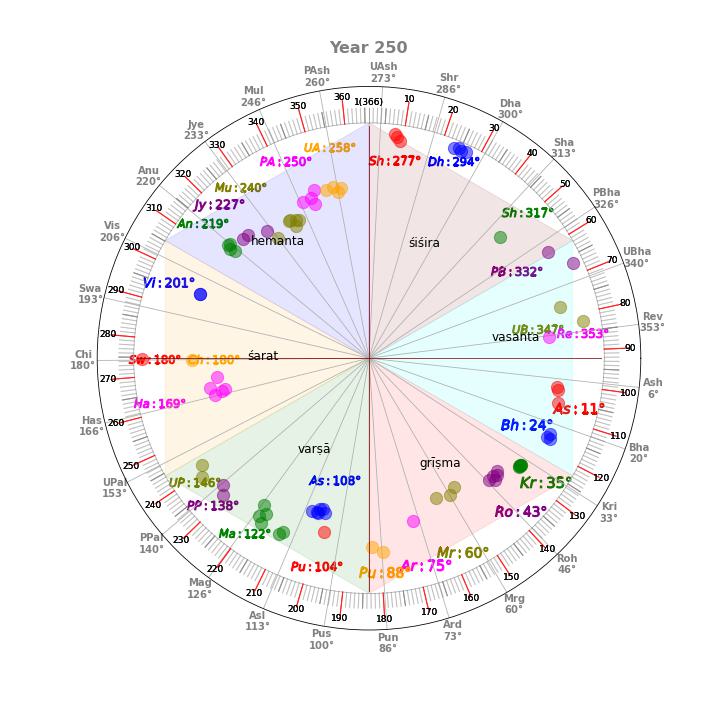 Year 250
UAsh
273°
PAsh
260°
Shr
286°
Mul
246°
Dha
300°
Jye
233°
Sha
313°
Anu
220°
PBha
326°
Vis
206°
UBha
340°
Swa
193°
Rev
353°
Chi
180°
Ash
6°
Has
166°
Bha
20°
UPal
153°
Kri
33°
PPal
140°
Roh
46°
Mag
126°
Mrg
60°
Asl
113°
Ard
73°
Pus
100°
Pun
86°
1(366)
10
20
30
40
50
60
70
80
90
100
110
120
130
140
150
160
170
180
190
200
210
220
230
240
250
260
270
280
290
300
310
320
330
340
350
360
UA:258°
PA:250°
Sh:277°
Dh:294°
Mu:240°
Jy:227°
An:219°
Sh:317°
hemanta
śiśira
PB:332°
Vi:201°
UB:347°
Re:353°
vasanta
Sw:180°
Ch:180°
śarat
Ha:169°
As:11°
Bh:24°
varṣā
grīṣma
UP:146°
As:108°
Kr:35°
PP:138°
Ro:43°
Ma:122°
Mr:60°
Pu:104°
Pu:88°
Ar:75°